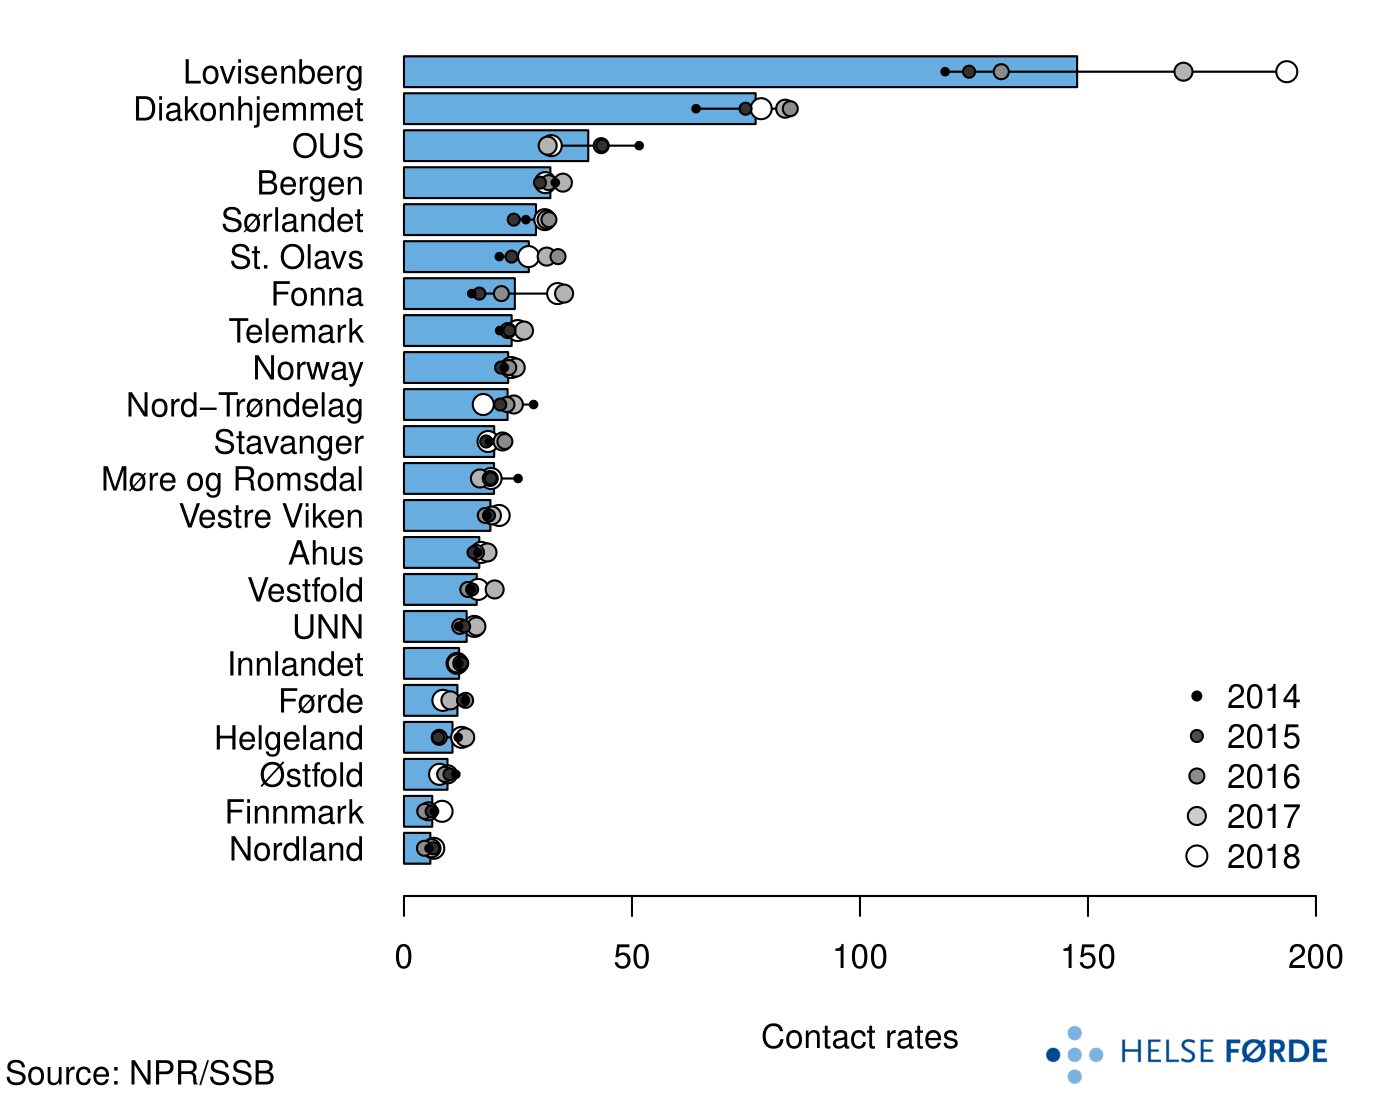 Lovisenberg
Diakonhjemmet
OUS
Bergen
Sørlandet
St. Olavs
Fonna
Telemark
Norway
Nord−Trøndelag
Stavanger
Møre og Romsdal
Vestre Viken
Ahus
Vestfold
UNN
Innlandet
Førde
Helgeland
Østfold
Finnmark
Nordland
2014
2015
2016
2017
2018
0 50 100 150 200
Contact rates
HELSE FØRDE
Source: NPR/SSB